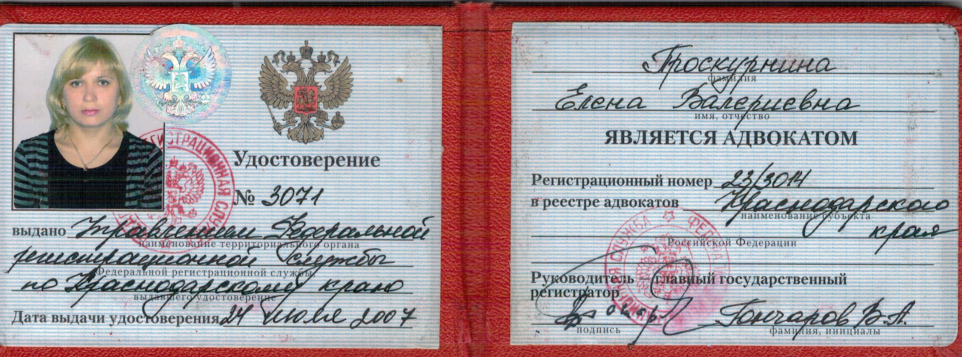 Удостоверение
№ 3071
выдано Управлением Федеральной
наименование территориального органа
регистрационной службы
Федеральной регистрационной службы
по Краснодарскому краю
выдавшего удостоверение
Дата выдачи удостоверения 24 июля 2007
Проскурнина
фамилия
Елена Валериевна
имя, отчество
ЯВЛЯЕТСЯ АДВОКАТОМ
Регистрационный номер 23/3014
в реестре адвокатов Краснодарского
наименование субъекта
края
Российской Федерации
Руководитель – главный государственный
регистратор
Гончаров В.А.
подпись
фамилия, инициалы